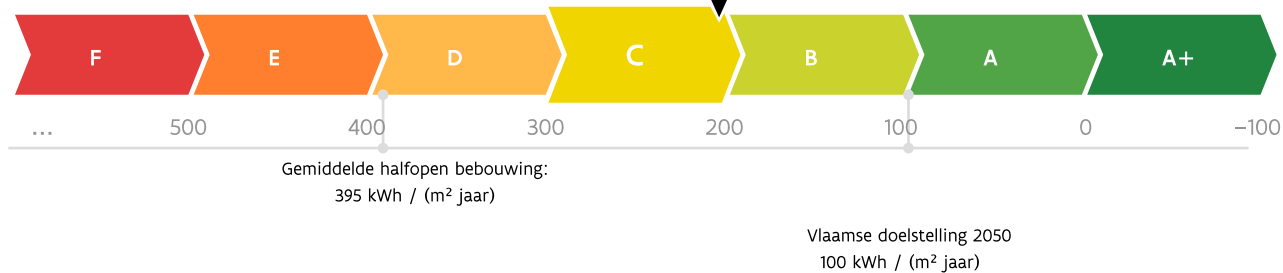 F E D C B A A+
... 500 400 300 200 100 0 −100
Gemiddelde halfopen bebouwing:
395 kWh / (m² jaar)
Vlaamse doelstelling 2050
100 kWh / (m² jaar)